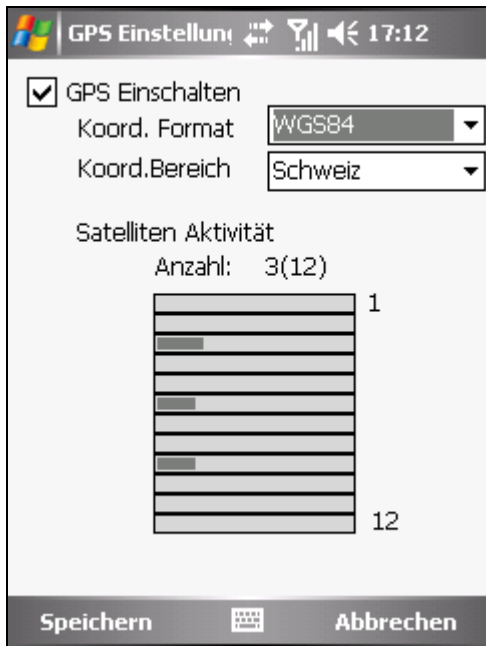 GPS Einstellun 17:12
GPS Einschalten
Koord. Format WGS84
Koord.Bereich Schweiz
Satelliten Aktivität
Anzahl: 3(12)
1
12
Speichern Abbrechen